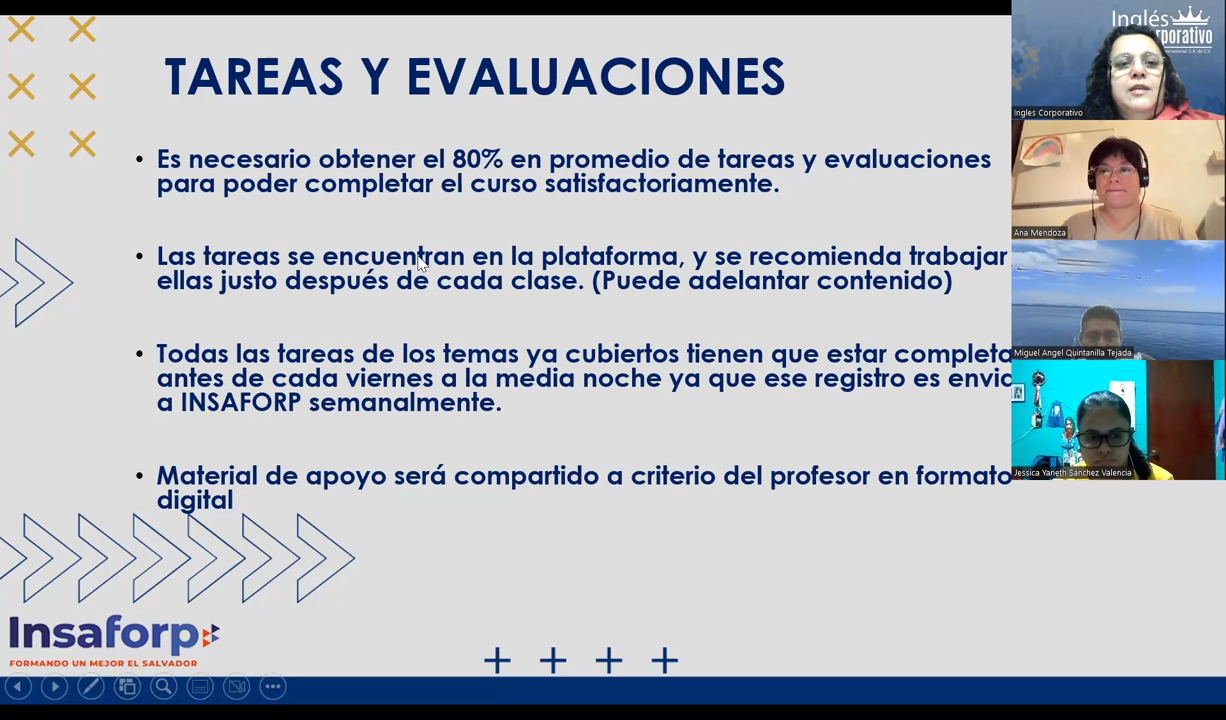 TAREAS Y EVALUACIONES
• Es necesario obtener el 80% en promedio de tareas y evaluaciones
para poder completar el curso satisfactoriamente.
• Las tareas se encuentran en la plataforma, y se recomienda trabajar
ellas justo después de cada clase. (Puede adelantar contenido)
• Todas las tareas de los temas ya cubiertos tienen que estar
antes de cada viernes a la media noche ya que ese registro es
a INSAFORP semanalmente.
• Material de apoyo será compartido a criterio del profesor en formato
digital
Insaforp
FORMANDO UN MEJOR EL SALVADOR
Inglés
Ingles Corporativo
Ana Mendoza
Miguel Angel Quintanilla Tejada
Jessica Yaneth Sanchez Valencia